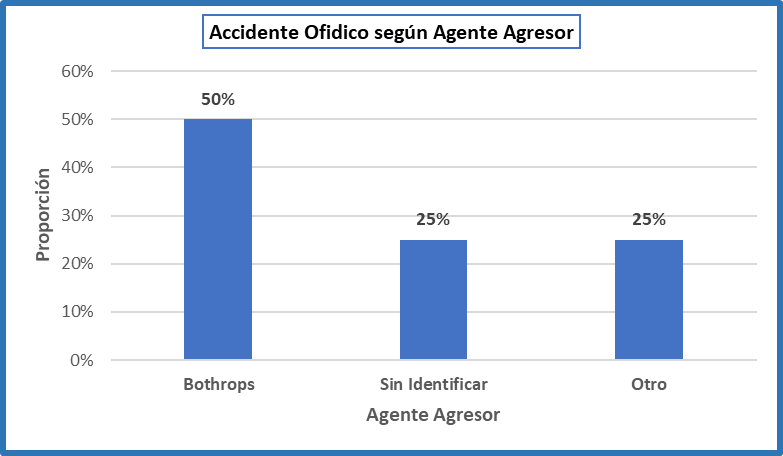 Accidente Ofidico según Agente Agresor
60%
50%
40%
30%
20%
10%
0%
Proporción
50%
25%
25%
Bothrops
Sin Identificar
Otro
Agente Agresor